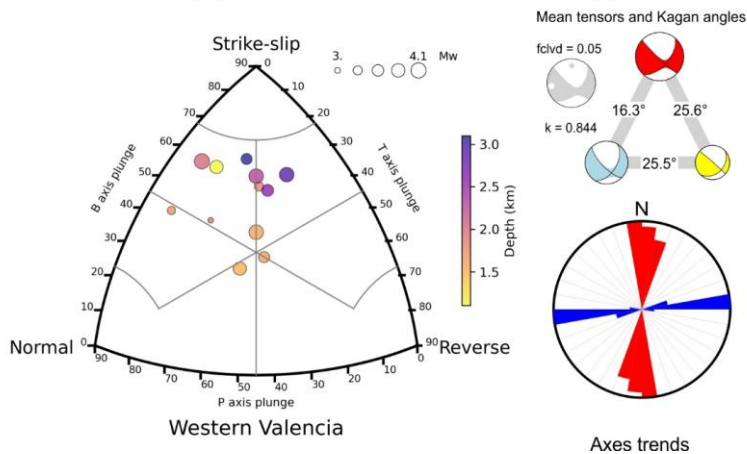 Mean tensors and Kagan angles
Strike-slip
3. 4.1 Mw
fclvd = 0.05
90 0
80 10
70 20
60 30
50 40
40 50
30 60
20 70
10 80
0 90
B axis plunge
T axis plunge
16.3° 25.6°
k = 0.844
25.5°
3.0
2.5
2.0
1.5
Depth (km)
N
Normal
Reverse
90 80 70 60 50 40 30 20 10 0
P axis plunge
Western Valencia
Axes trends